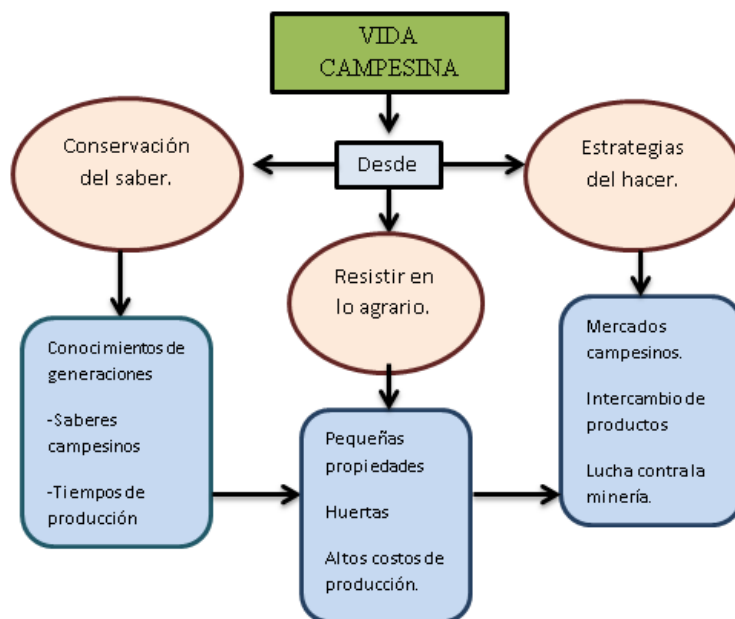 VIDA
CAMPESINA
Desde
Conservación
del saber.
Estrategias
del hacer.
Resistir en
lo agrario.
Conocimientos de
generaciones
-Saberes
campesinos
-Tiempos de
producción
Pequeñas
propiedades
Huertas
Altos costos de
producción.
Mercados
campesinos.
Intercambio de
productos
Lucha contra la
minería.